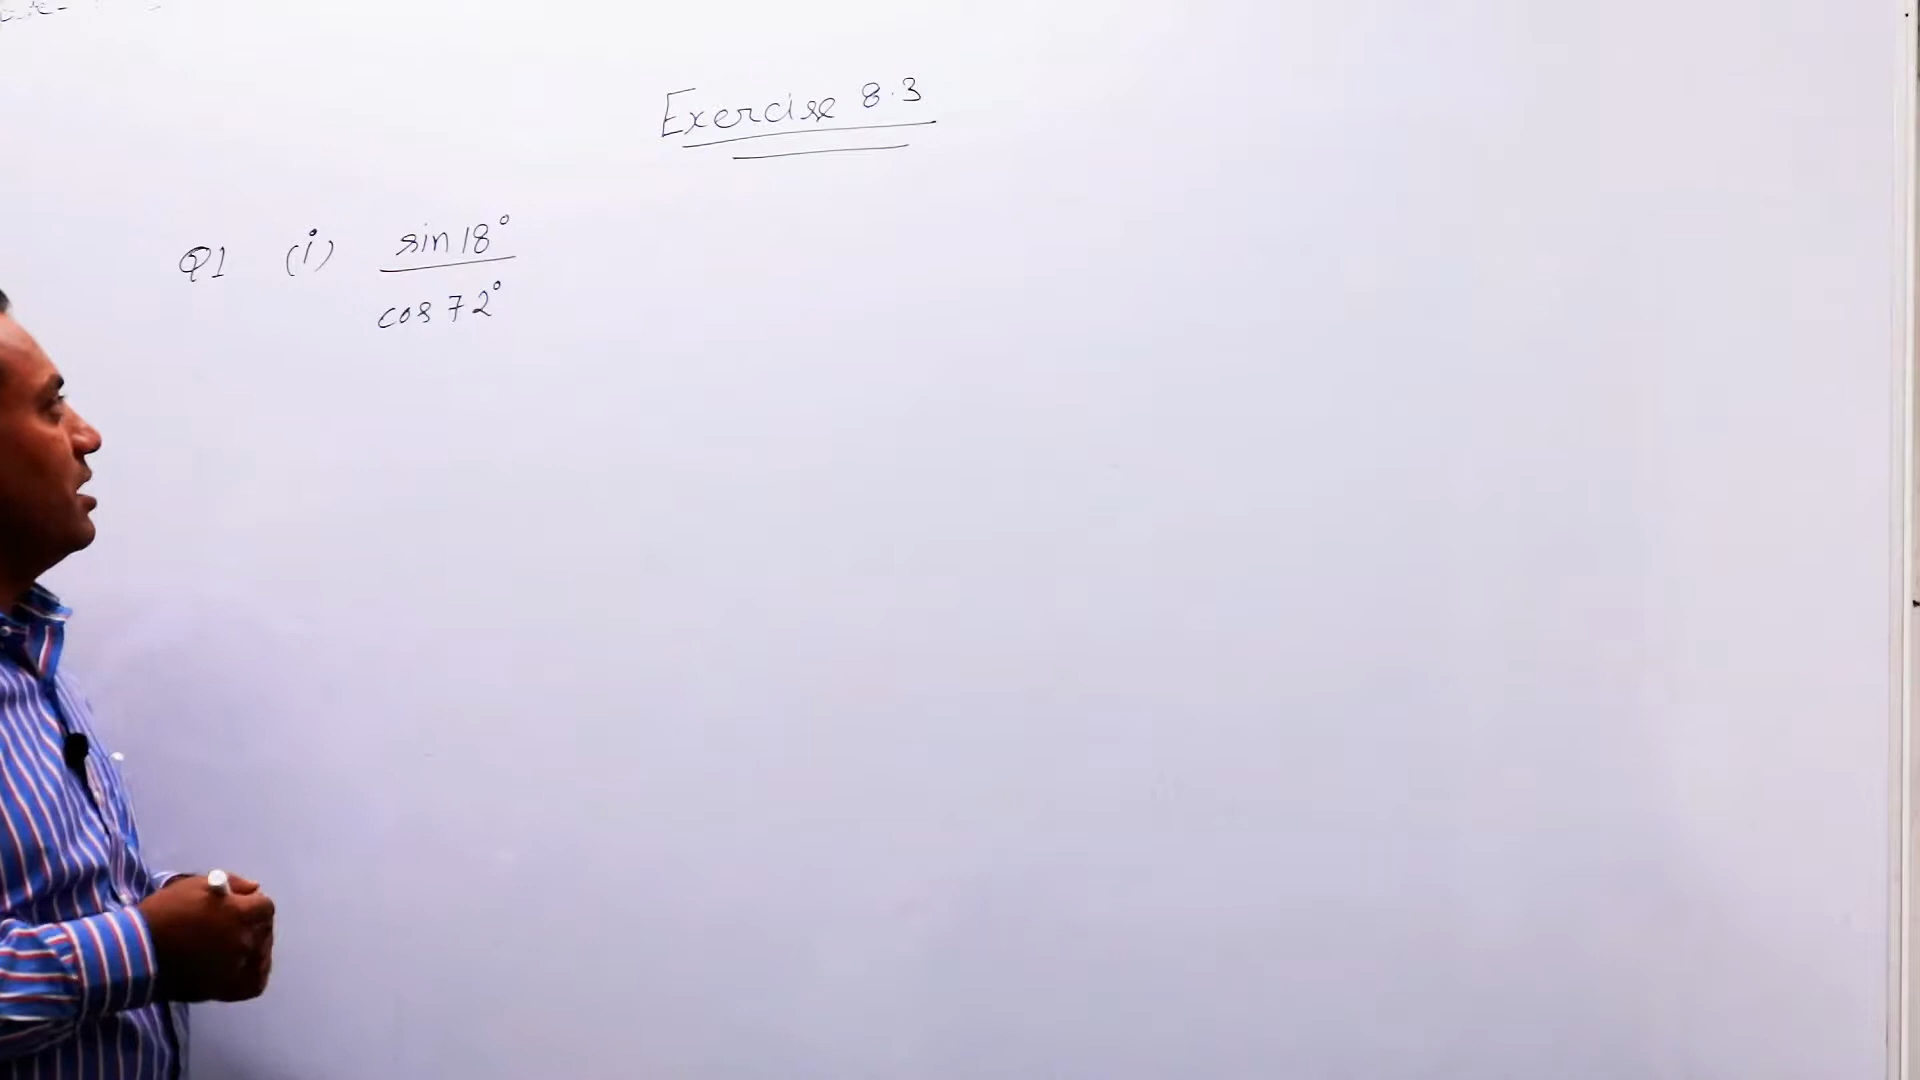 Exercise 8.3
Q1 (i) sin 18°
cos 72°